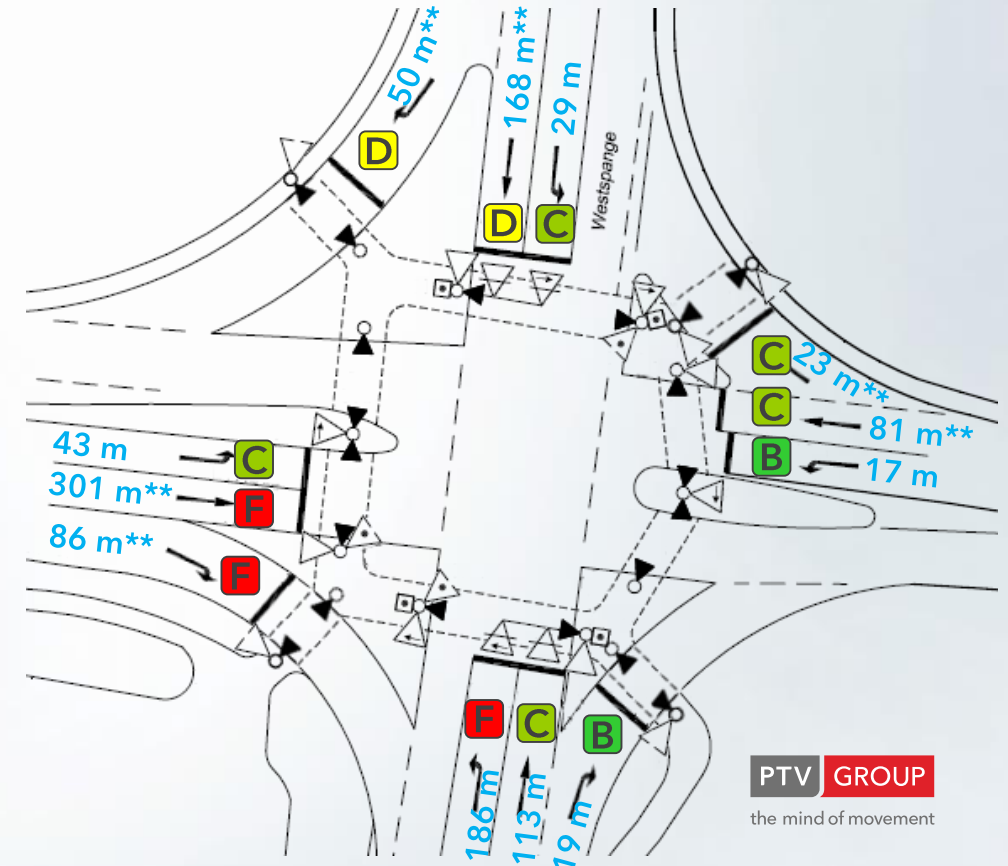 50 m**
168 m**
29 m
D
D
C
Westspange
C
23 m**
C
81 m**
B
17 m
43 m
C
301 m**
F
86 m**
F
F
C
B
186 m
113 m
19 m
PTV GROUP
the mind of movement